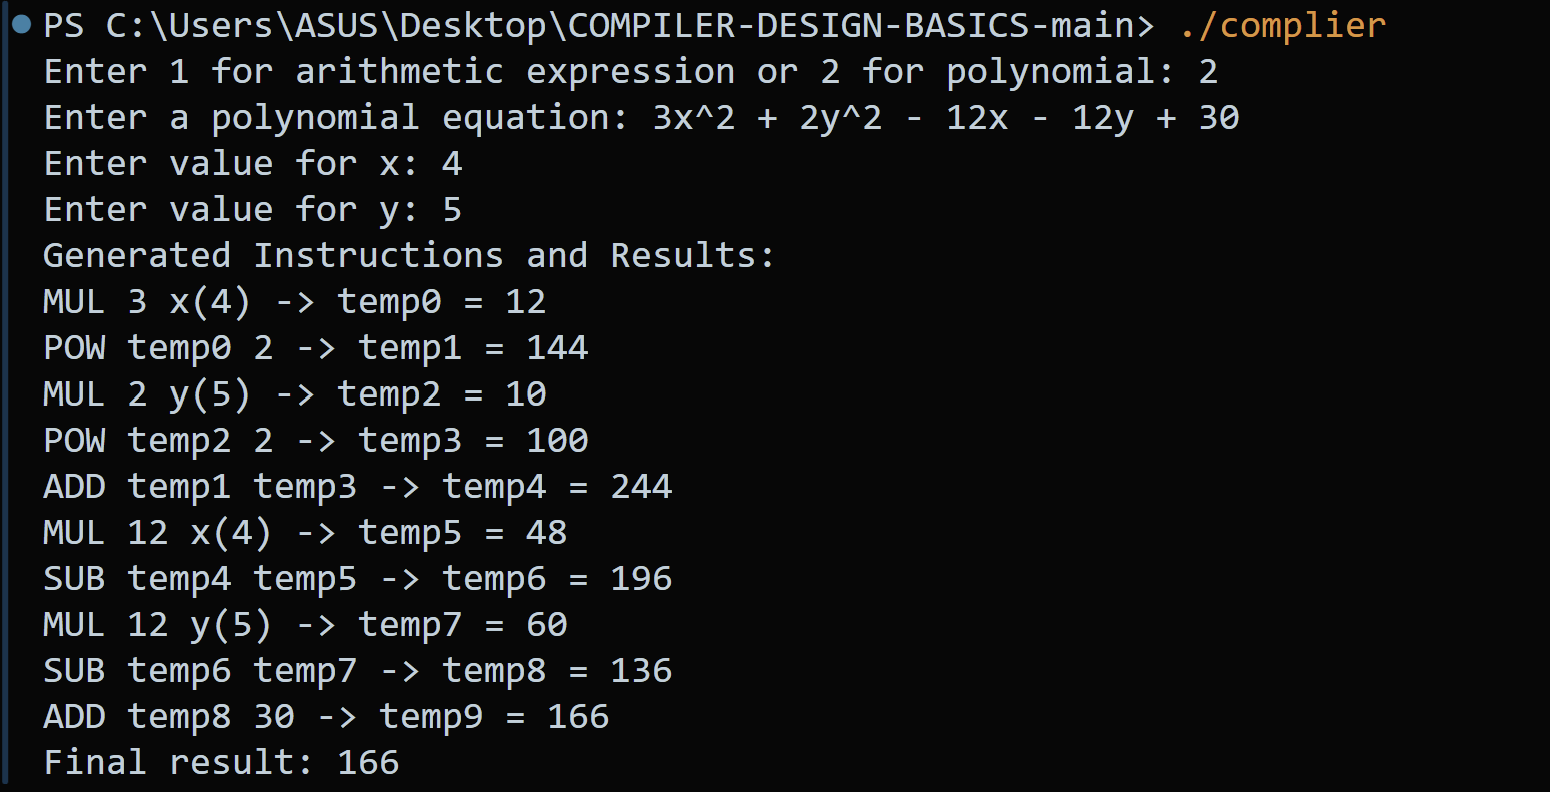 PS C:\Users\ASUS\Desktop\COMPILER-DESIGN-BASICS-main> ./complier
Enter 1 for arithmetic expression or 2 for polynomial: 2
Enter a polynomial equation: 3x^2 + 2y^2 - 12x - 12y + 30
Enter value for x: 4
Enter value for y: 5
Generated Instructions and Results:
MUL 3 x(4) -> temp0 = 12
POW temp0 2 -> temp1 = 144
MUL 2 y(5) -> temp2 = 10
POW temp2 2 -> temp3 = 100
ADD temp1 temp3 -> temp4 = 244
MUL 12 x(4) -> temp5 = 48
SUB temp4 temp5 -> temp6 = 196
MUL 12 y(5) -> temp7 = 60
SUB temp6 temp7 -> temp8 = 136
ADD temp8 30 -> temp9 = 166
Final result: 166